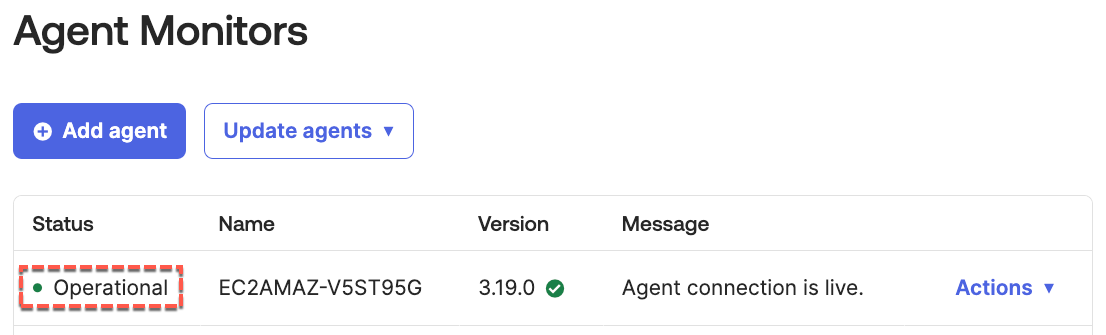 Agent Monitors
Add agent Update agents
Status Name Version Message
Operational EC2AMAZ-V5ST95G 3.19.0 Agent connection is live. Actions